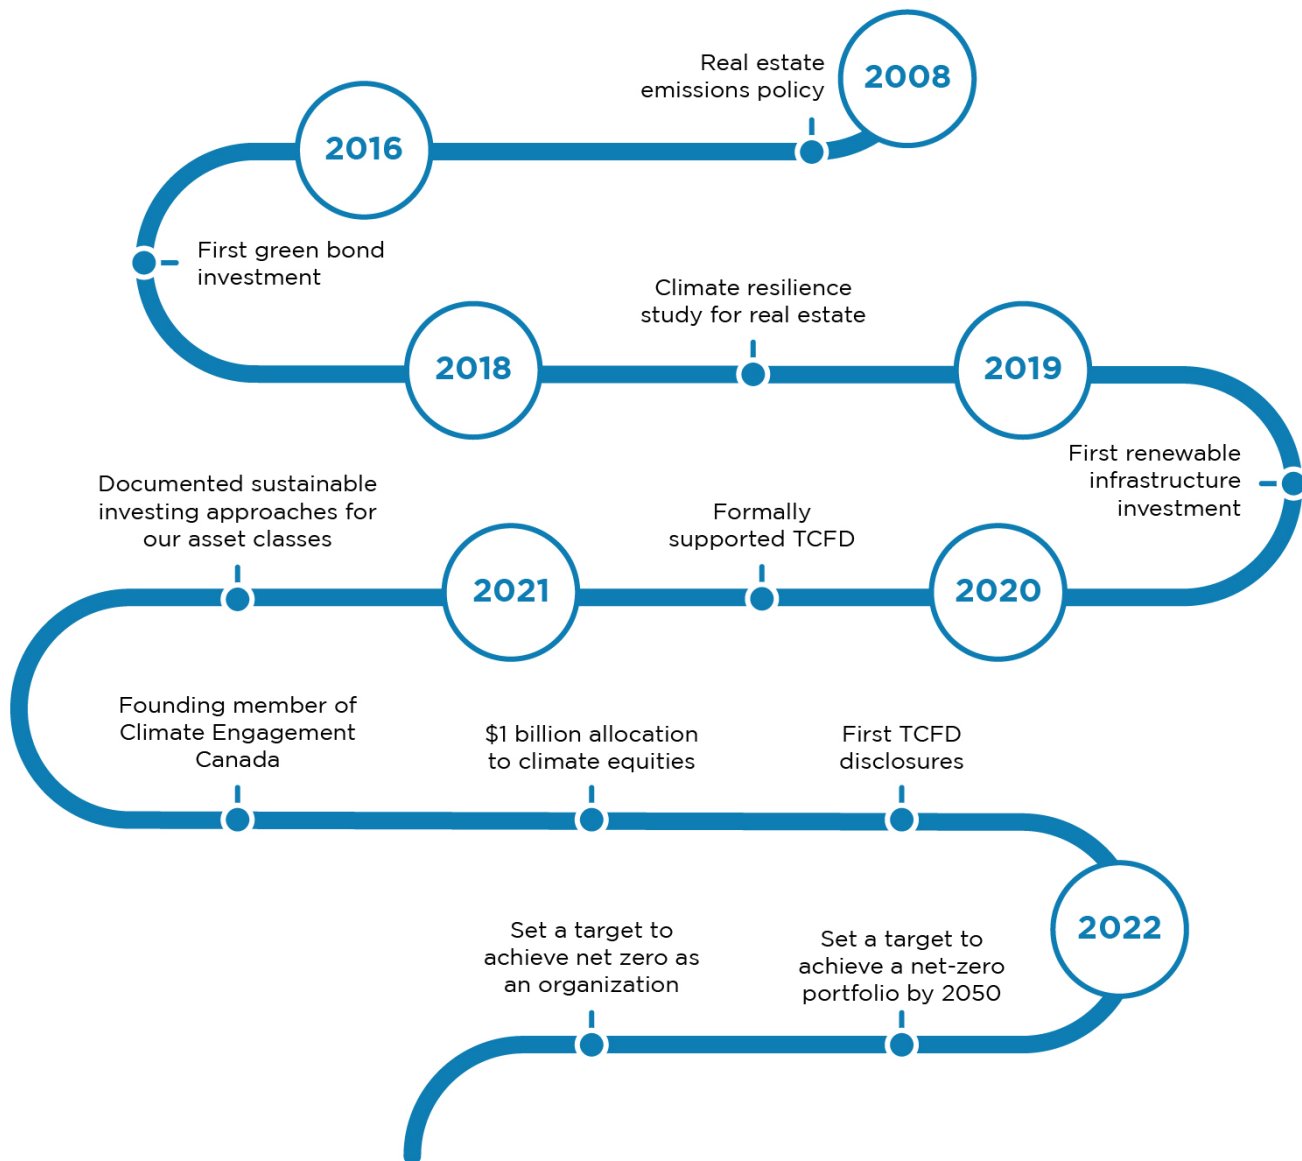 2008
Real estate
emissions policy
2016
First green bond
investment
2018
Climate resilience
study for real estate
2019
First renewable
infrastructure
investment
2020
Formally
supported TCFD
2021
Documented sustainable
investing approaches for
our asset classes
Founding member of
Climate Engagement
Canada
$1 billion allocation
to climate equities
First TCFD
disclosures
2022
Set a target to
achieve a net-zero
portfolio by 2050
Set a target to
achieve net zero as
an organization